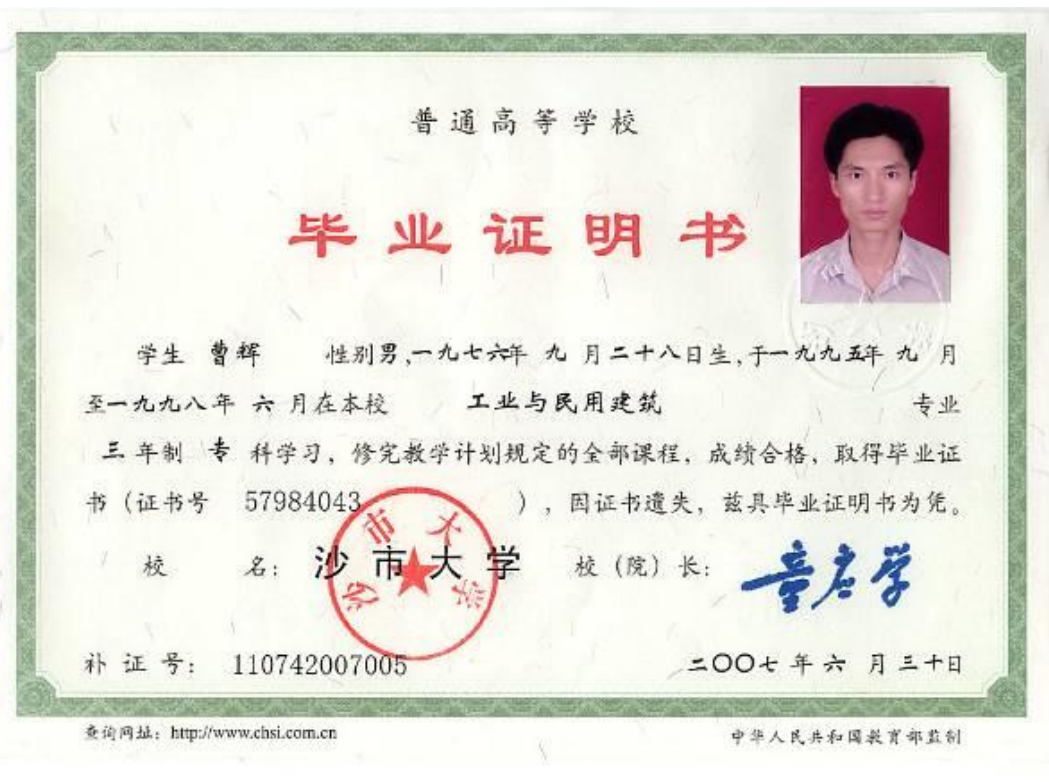 普通高等学校
毕业证明书
学生 曹辉 性别男,一九七六年 九 月二十八日生,于一九九五年 九 月
至一九九八年 六 月在本校 工业与民用建筑 专业
三 年制 专 科学习，修完教学计划规定的全部课程，成绩合格，取得毕业证
书（证书号 57984043 ），因证书遗失，兹具毕业证明书为凭。
校 名：沙 市 大 学 校（院）长：
沙市大学
补 证 号：110742007005 二〇〇七 年 六 月 三十日
查询网址：http://www.chsi.com.cn 中华人民共和国教育部监制